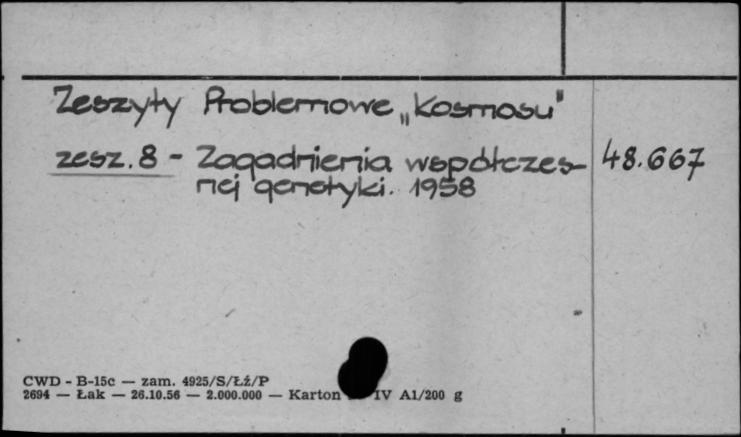 Zeszyty Problemowe „Kosmosu"
zesz. 8 - Zagadnienia współczes- 48.667
nej genetyki. 1958
CWD - B-15c — zam. 4925/S/Łź/P
2694 — Łak — 26.10.56 — 2.000.000 — Karton IV A1/200 g